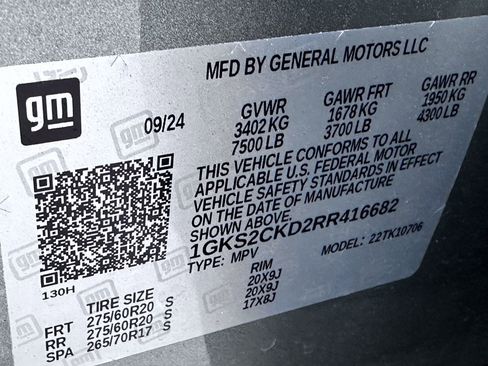 MFD BY GENERAL MOTORS LLC
gm
09/24
GVWR GAWR FRT GAWR RR
3402 KG 1678 KG 1950 KG
7500 LB 3700 LB 4300 LB
THIS VEHICLE CONFORMS TO ALL
APPLICABLE U.S. FEDERAL MOTOR
VEHICLE SAFETY STANDARDS IN EFFECT
ON THE DATE OF MANUFACTURE
SHOWN ABOVE.
1GKS2CKD2RR416682
TYPE: MPV MODEL: 22TK10706
130H
TIRE SIZE RIM
FRT 275/60R20 S 20X9J
RR 275/60R20 S 20X9J
SPA 265/70R17 S 17X8J